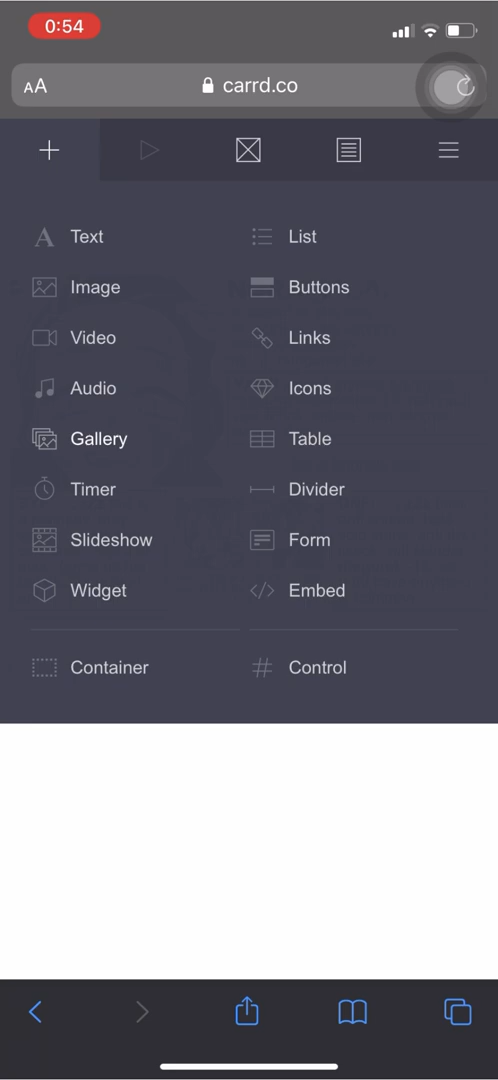 0:54
AA carrd.co
Text List
Image Buttons
Video Links
Audio Icons
Gallery Table
Timer Divider
Slideshow Form
Widget Embed
Container Control